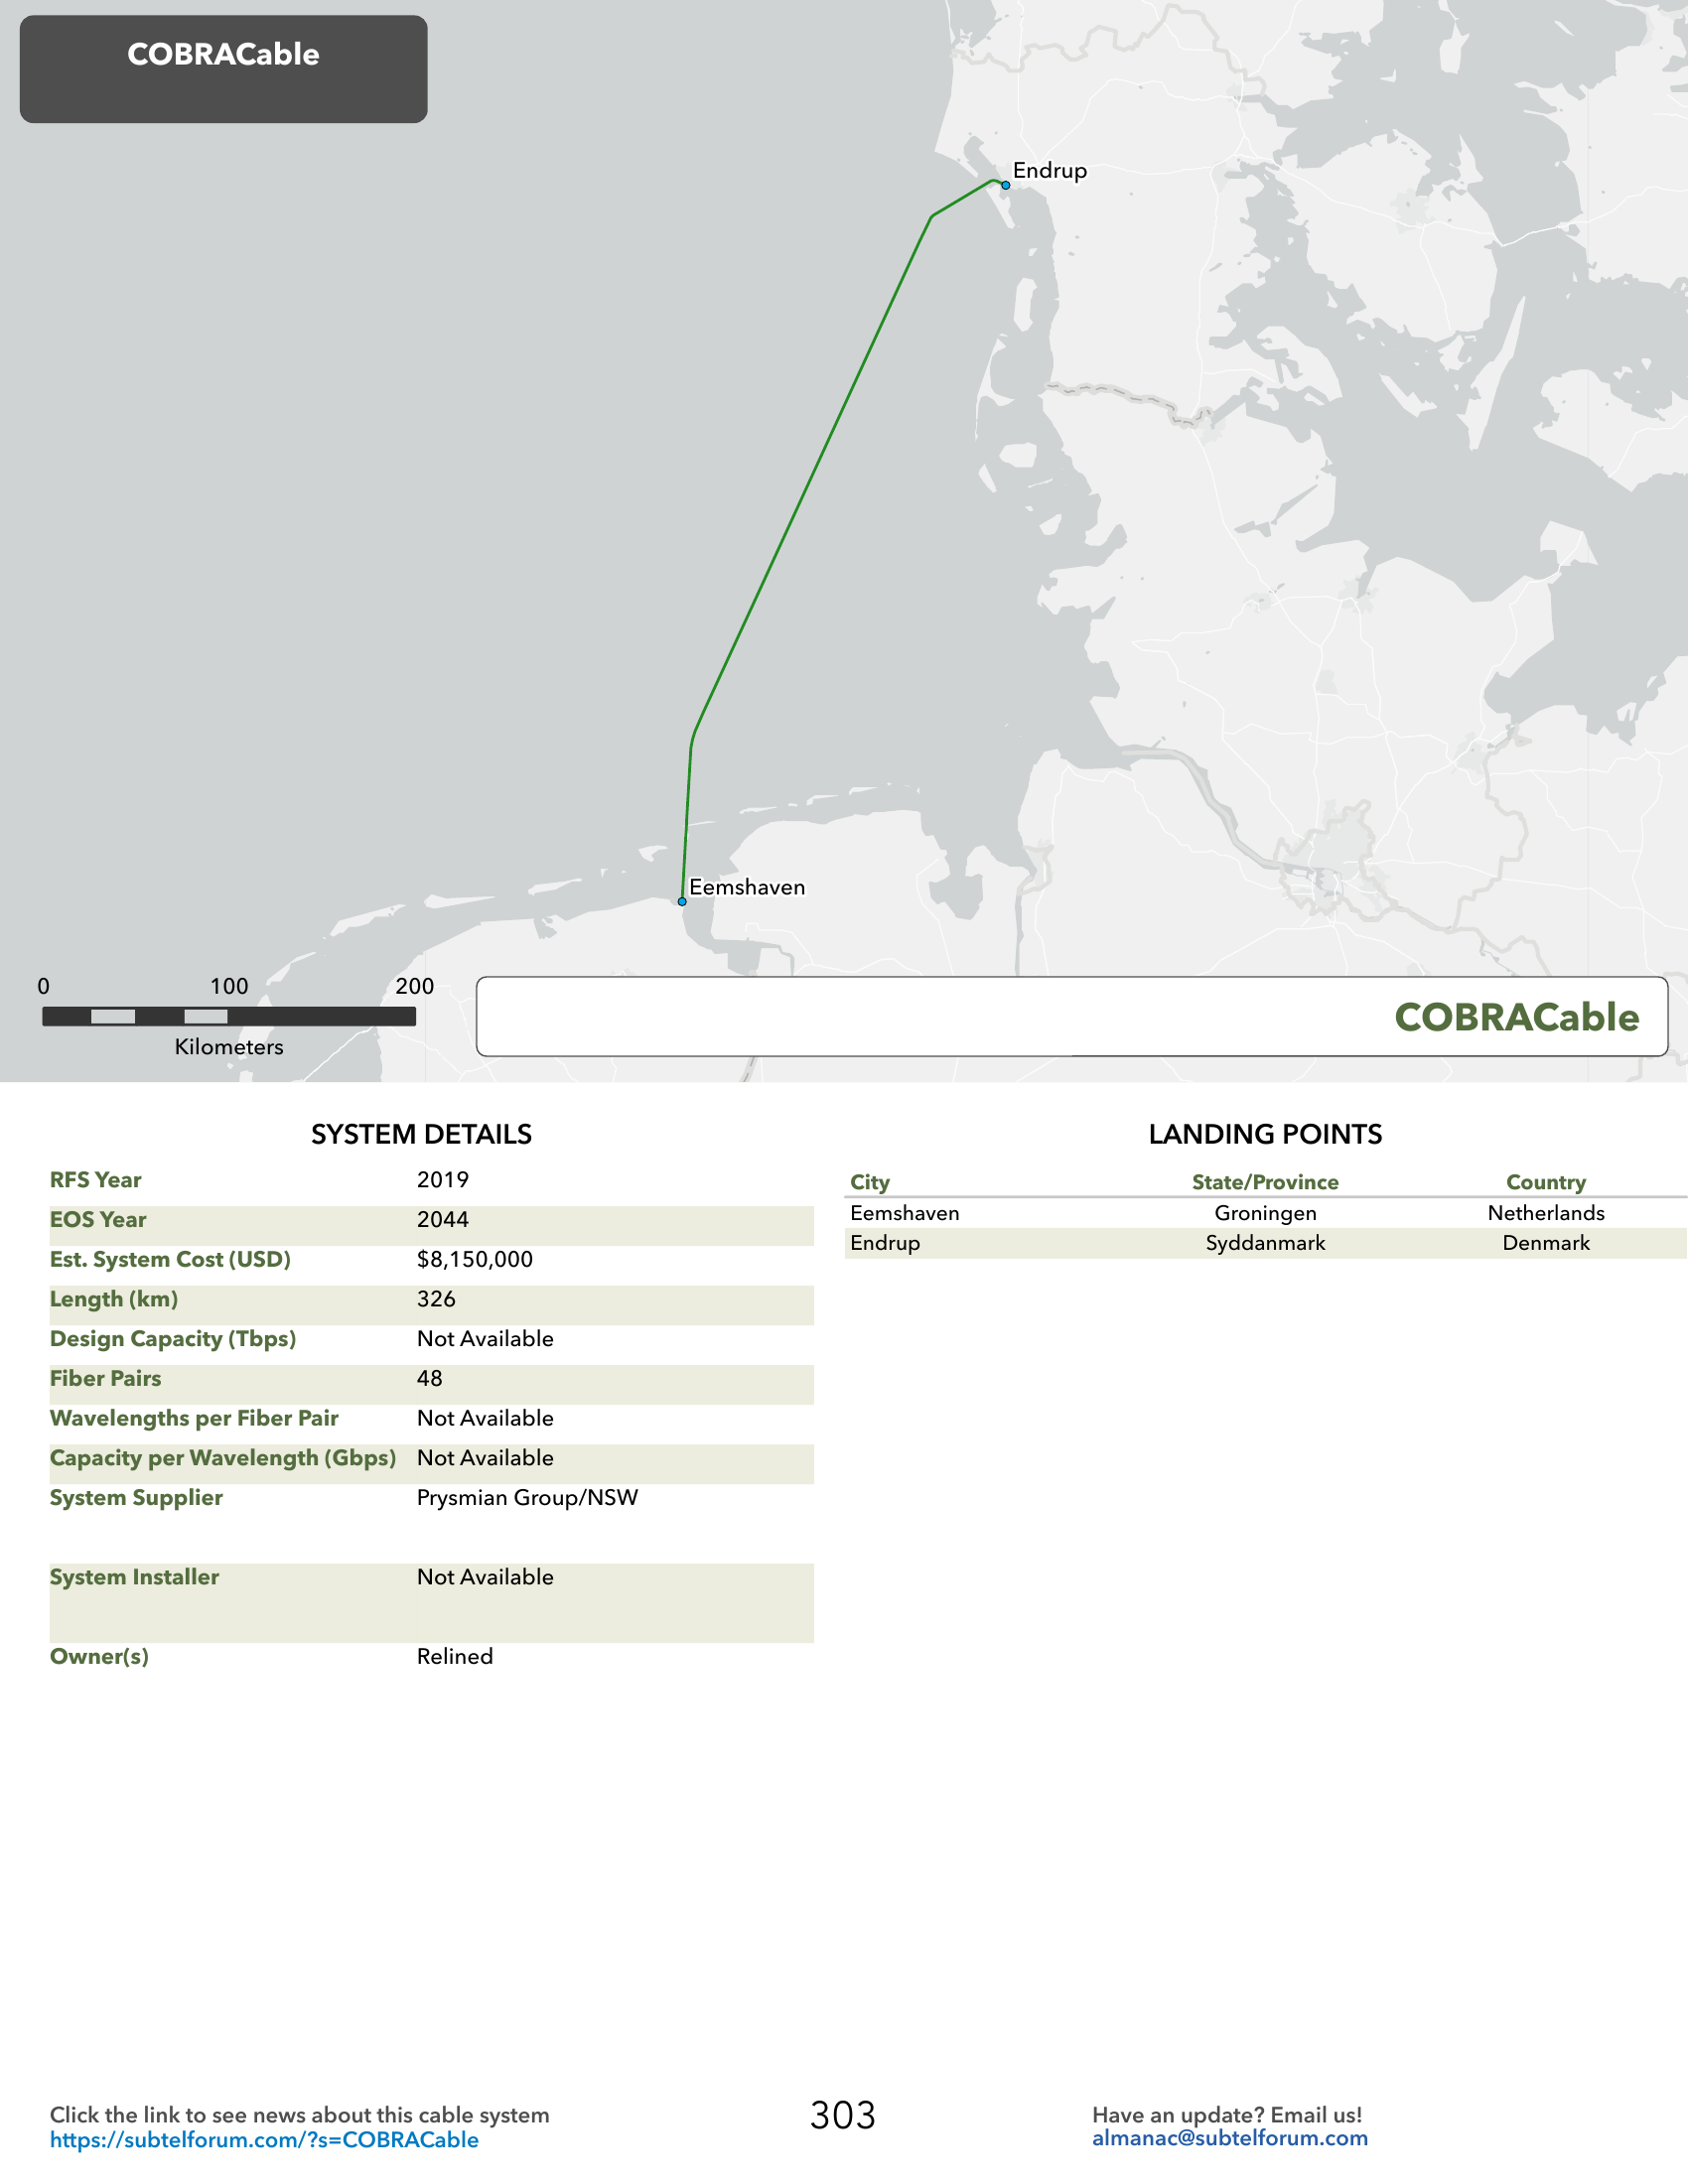 COBRACable
Endrup
Eemshaven
0 100 200
Kilometers
COBRACable
SYSTEM DETAILS
RFS Year 2019
EOS Year 2044
Est. System Cost (USD) $8,150,000
Length (km) 326
Design Capacity (Tbps) Not Available
Fiber Pairs 48
Wavelengths per Fiber Pair Not Available
Capacity per Wavelength (Gbps) Not Available
System Supplier Prysmian Group/NSW
System Installer Not Available
Owner(s) Relined
LANDING POINTS
City State/Province Country
Eemshaven Groningen Netherlands
Endrup Syddanmark Denmark
Click the link to see news about this cable system
https://subtelforum.com/?s=COBRACable
303
Have an update? Email us!
almanac@subtelforum.com